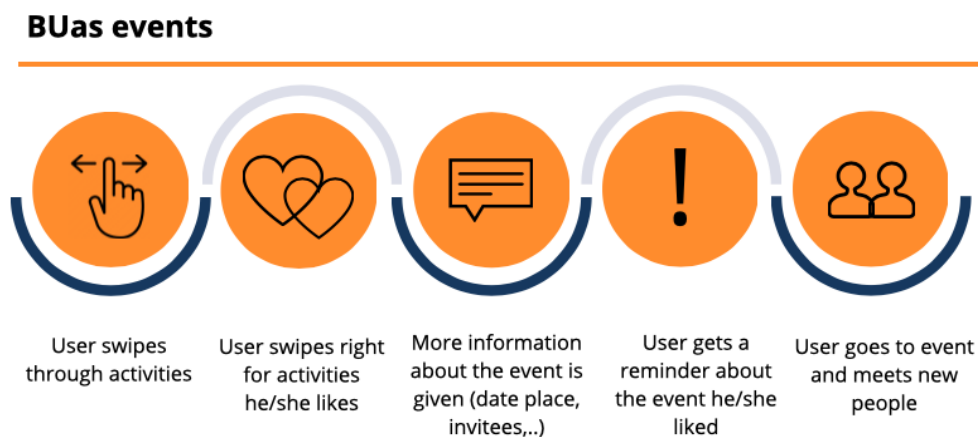 BUas events
User swipes
through activities
User swipes right
for activities
he/she likes
More information
about the event is
given (date place,
invitees,..)
User gets a
reminder about
the event he/she
liked
User goes to event
and meets new
people